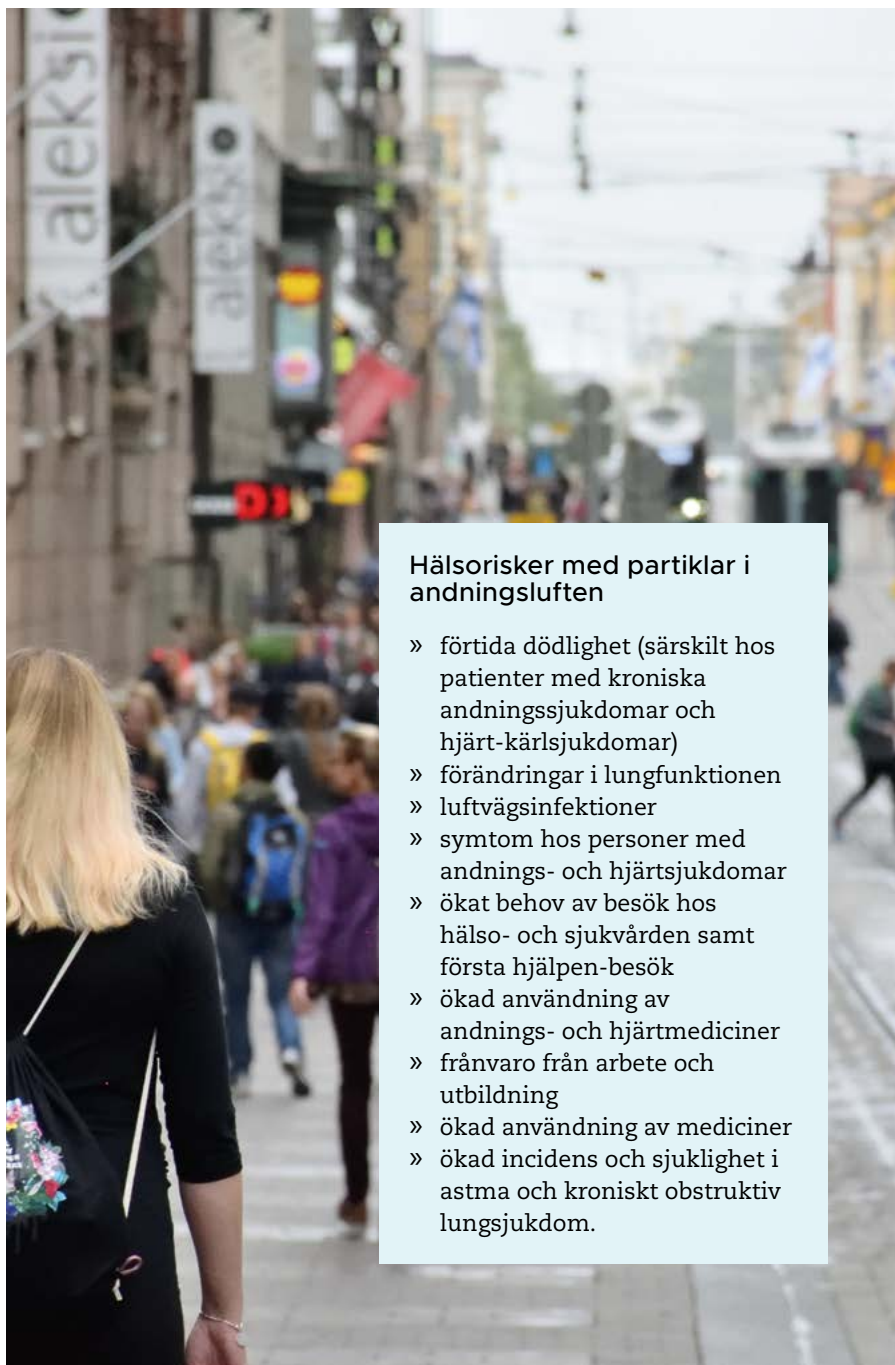 aleksi
aleksi
Hälsorisker med partiklar i
andningsluften
» förtida dödlighet (särskilt hos
patienter med kroniska
andningssjukdomar och
hjärt-kärlsjukdomar)
» förändringar i lungfunktionen
» luftvägsinfektioner
» symtom hos personer med
andnings- och hjärtsjukdomar
» ökat behov av besök hos
hälso- och sjukvården samt
första hjälpen-besök
» ökad användning av
andnings- och hjärtmediciner
» frånvaro från arbete och
utbildning
» ökad användning av mediciner
» ökad incidens och sjuklighet i
astma och kroniskt obstruktiv
lungsjukdom.